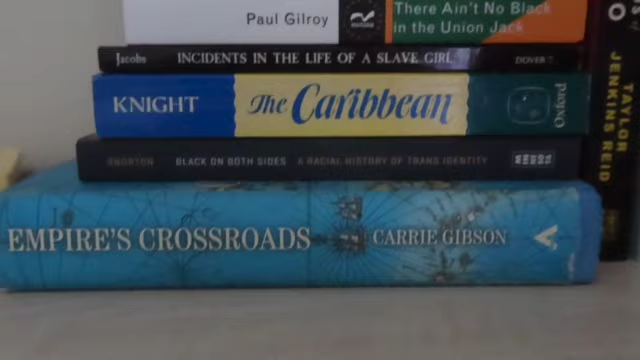 Paul Gilroy
There Ain't No Black
in the Union Jack
Jacobs INCIDENTS IN THE LIFE OF A SLAVE GIRL DOVER
KNIGHT The Caribbean Oxford
SNORTON BLACK ON BOTH SIDES A RACIAL HISTORY OF TRANS IDENTITY
EMPIRE'S CROSSROADS CARRIE GIBSON
TAYLOR
JENKINS REID